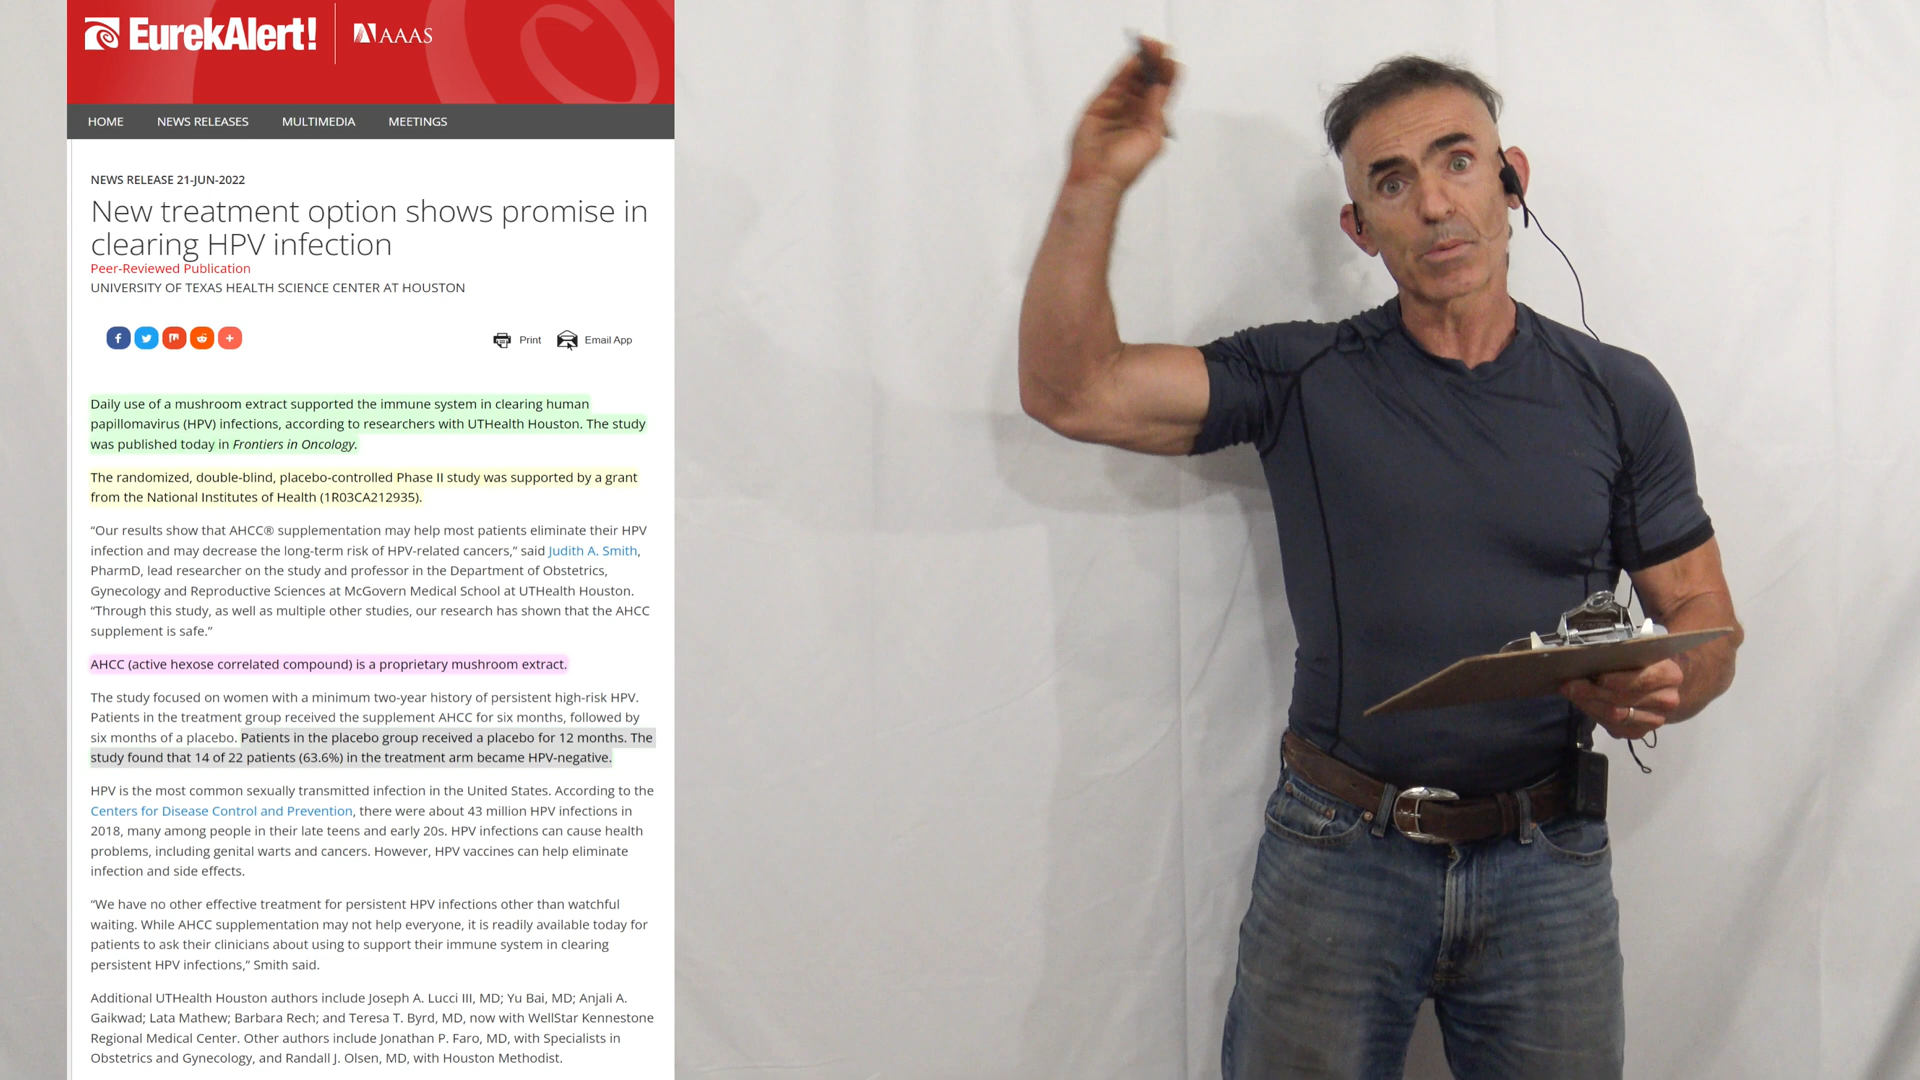 EurekAlert! AAAS
HOME NEWS RELEASES MULTIMEDIA MEETINGS
NEWS RELEASE 21-JUN-2022
New treatment option shows promise in
clearing HPV infection
Peer-Reviewed Publication
UNIVERSITY OF TEXAS HEALTH SCIENCE CENTER AT HOUSTON
Print Email App
Daily use of a mushroom extract supported the immune system in clearing human
papillomavirus (HPV) infections, according to researchers with UTHealth Houston. The study
was published today in Frontiers in Oncology.
The randomized, double-blind, placebo-controlled Phase II study was supported by a grant
from the National Institutes of Health (1R03CA212935).
“Our results show that AHCC® supplementation may help most patients eliminate their HPV
infection and may decrease the long-term risk of HPV-related cancers,” said Judith A. Smith,
PharmD, lead researcher on the study and professor in the Department of Obstetrics,
Gynecology and Reproductive Sciences at McGovern Medical School at UTHealth Houston.
“Through this study, as well as multiple other studies, our research has shown that the AHCC
supplement is safe.”
AHCC (active hexose correlated compound) is a proprietary mushroom extract.
The study focused on women with a minimum two-year history of persistent high-risk HPV.
Patients in the treatment group received the supplement AHCC for six months, followed by
six months of a placebo. Patients in the placebo group received a placebo for 12 months. The
study found that 14 of 22 patients (63.6%) in the treatment arm became HPV-negative.
HPV is the most common sexually transmitted infection in the United States. According to the
Centers for Disease Control and Prevention, there were about 43 million HPV infections in
2018, many among people in their late teens and early 20s. HPV infections can cause health
problems, including genital warts and cancers. However, HPV vaccines can help eliminate
infection and side effects.
“We have no other effective treatment for persistent HPV infections other than watchful
waiting. While AHCC supplementation may not help everyone, it is readily available today for
patients to ask their clinicians about using to support their immune system in clearing
persistent HPV infections,” Smith said.
Additional UTHealth Houston authors include Joseph A. Lucci III, MD; Yu Bai, MD; Anjali A.
Gaikwad; Lata Mathew; Barbara Rech; and Teresa T. Byrd, MD, now with WellStar Kennestone
Regional Medical Center. Other authors include Jonathan P. Faro, MD, with Specialists in
Obstetrics and Gynecology, and Randall J. Olsen, MD, with Houston Methodist.